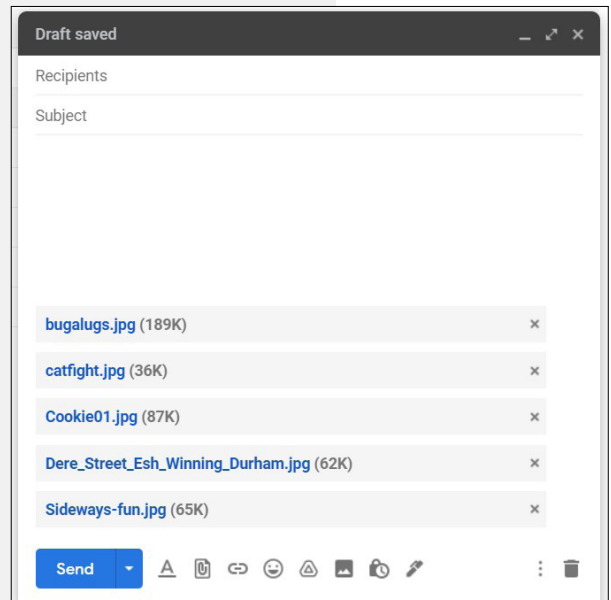 Draft saved
Recipients
Subject
bugalugs.jpg (189K)
catfight.jpg (36K)
Cookie01.jpg (87K)
Dere_Street_Esh_Winning_Durham.jpg (62K)
Sideways-fun.jpg (65K)
Send